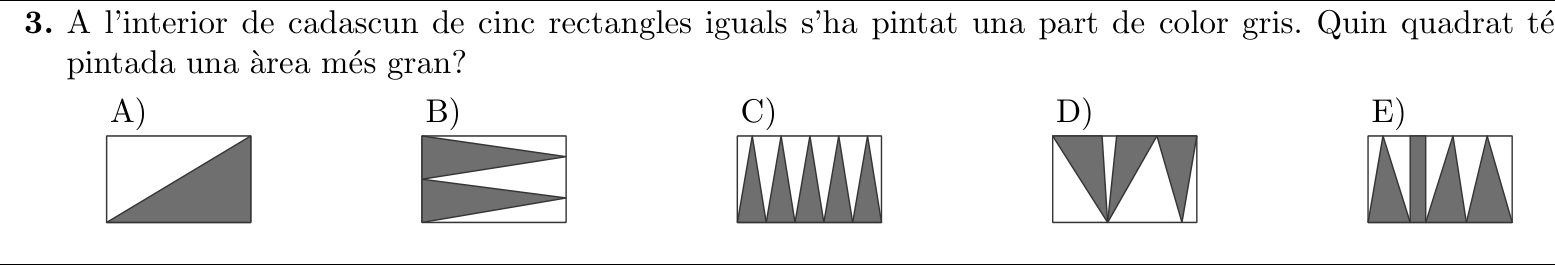 3. A l'interior de cadascun de cinc rectangles iguals s'ha pintat una part de color gris. Quin quadrat té
pintada una àrea més gran?
A) B) C) D) E)